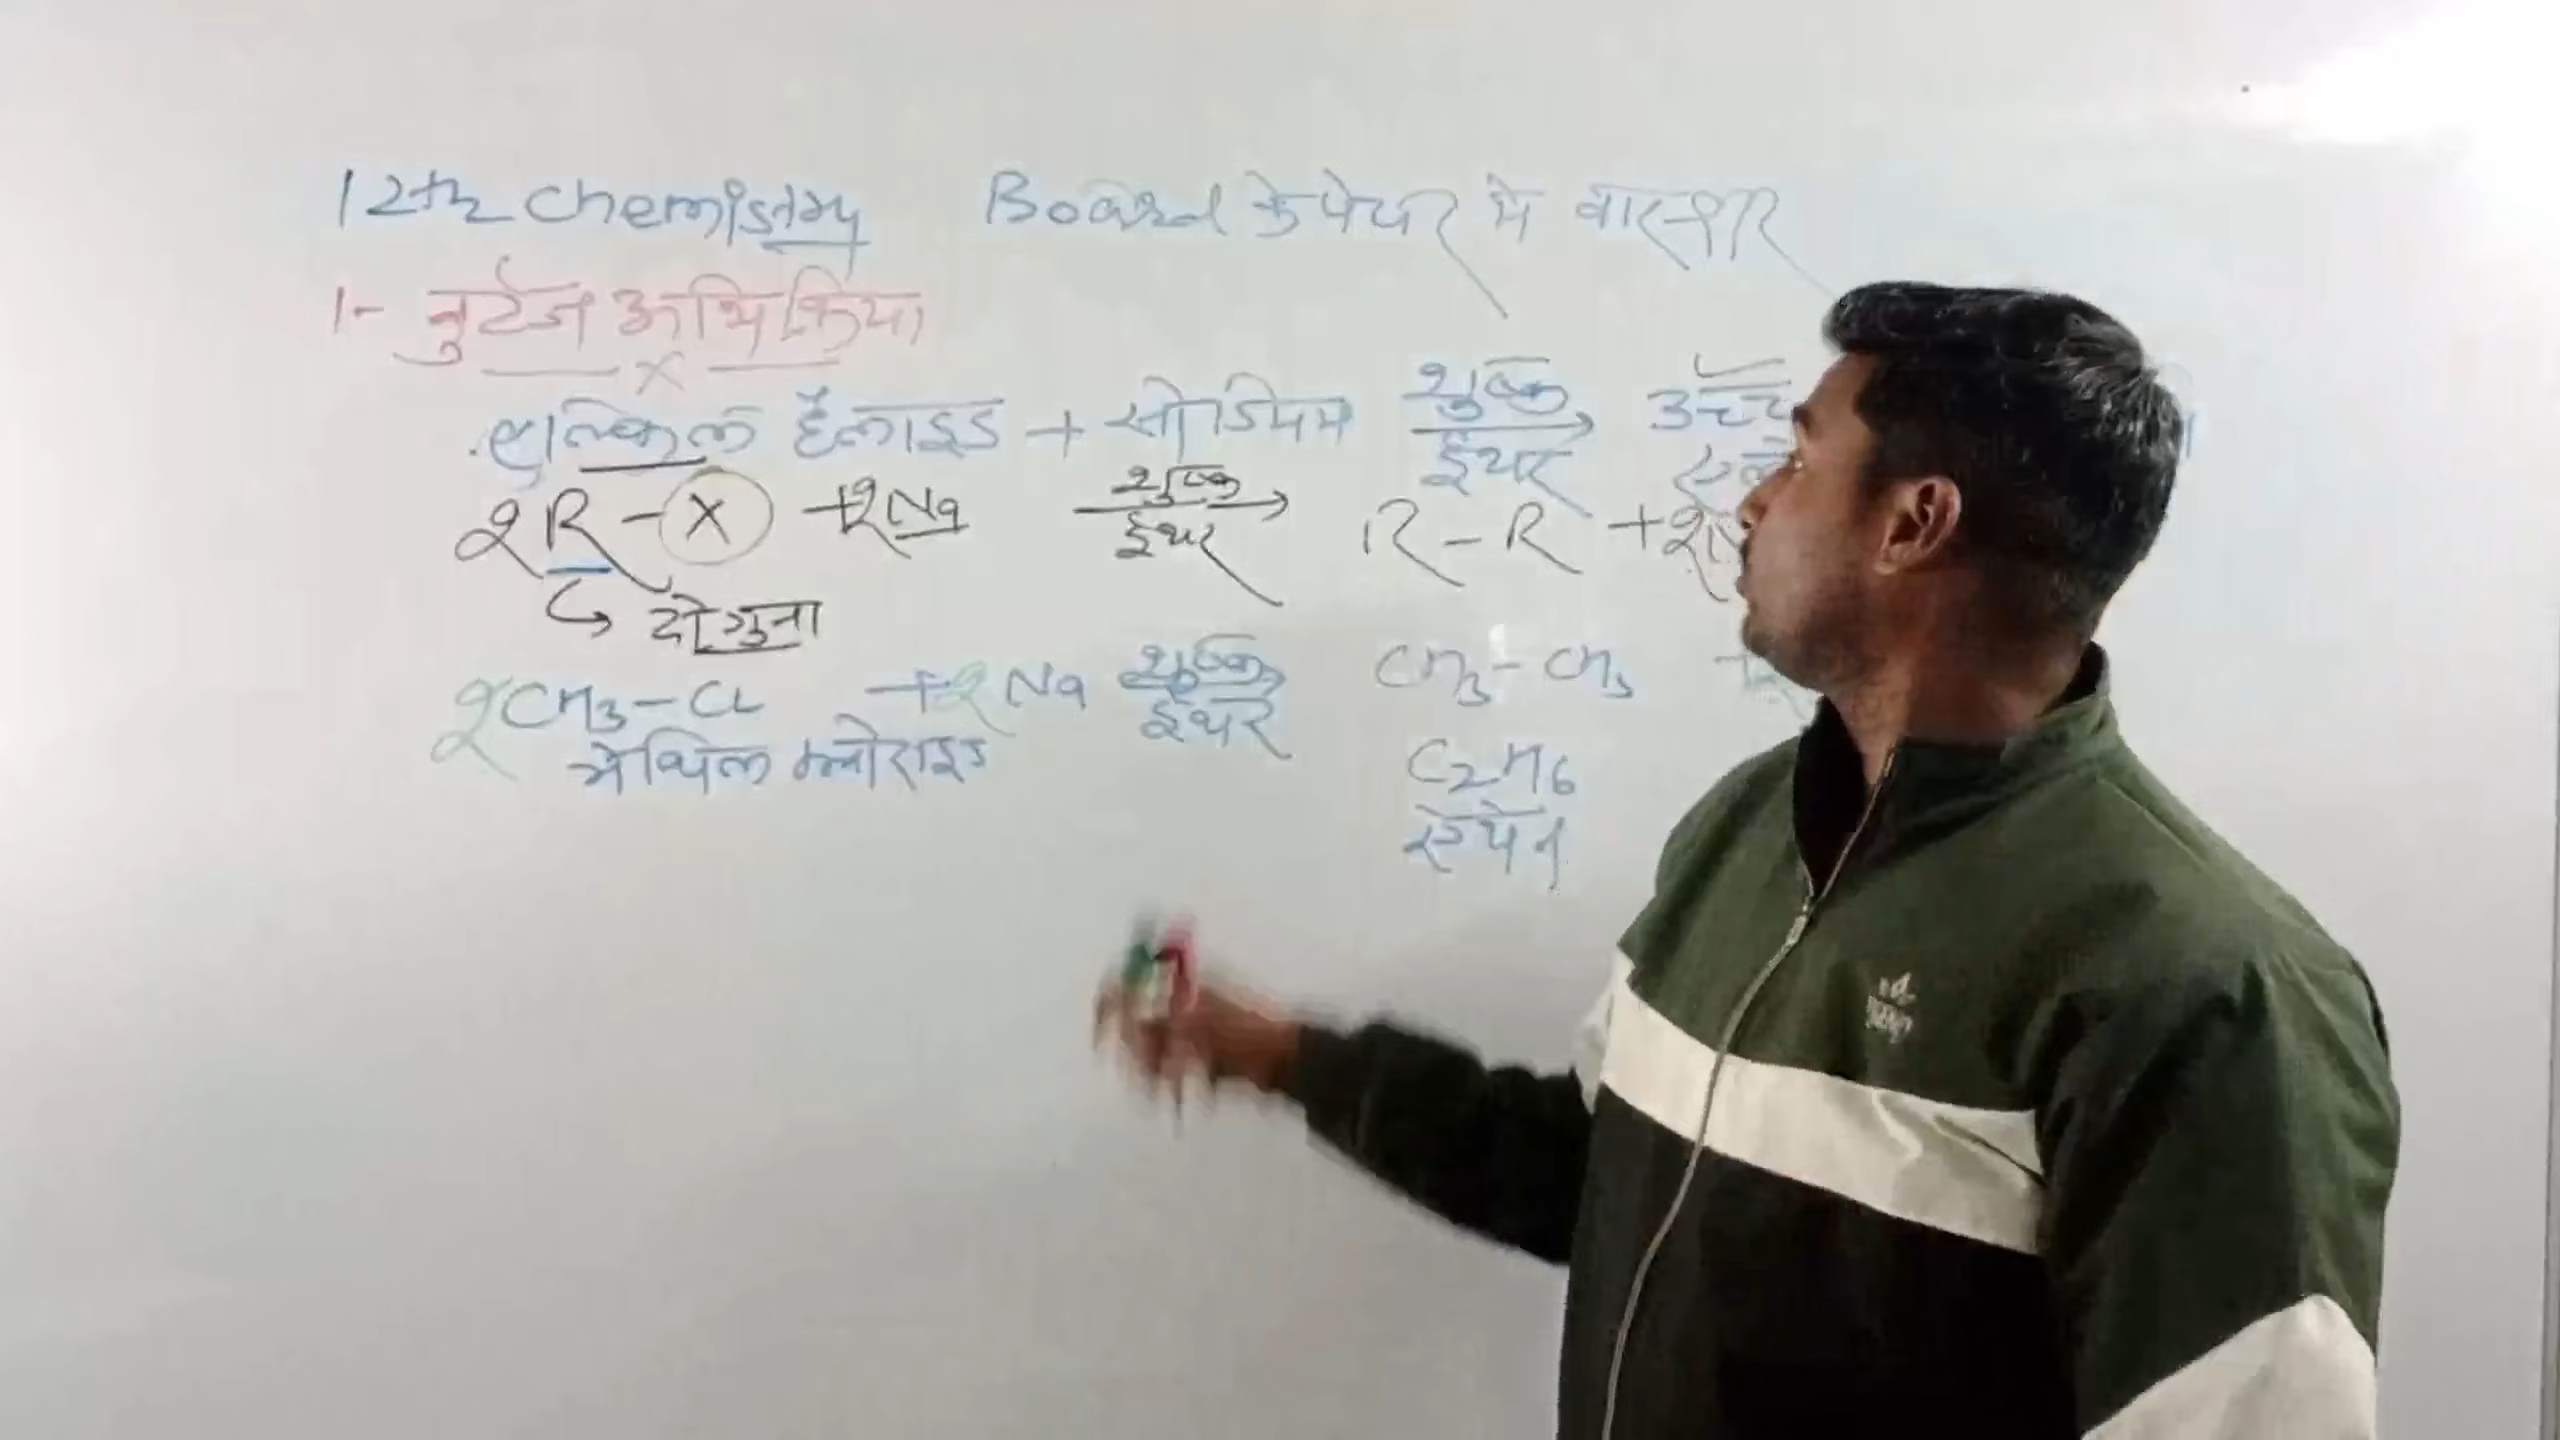 12th Chemistry Board के पेपर में बार-बार
1- वुर्टज अभिक्रिया
एल्किल हैलाइड + सोडियम शुष्क ईथर → उच्च
2R-X +2Na शुष्क ईथर → R-R +2N
↳ दोगुना
2CH3-Cl +2Na शुष्क ईथर → CH3-CH3 +
मेथिल क्लोराइड C2H6
एथेन